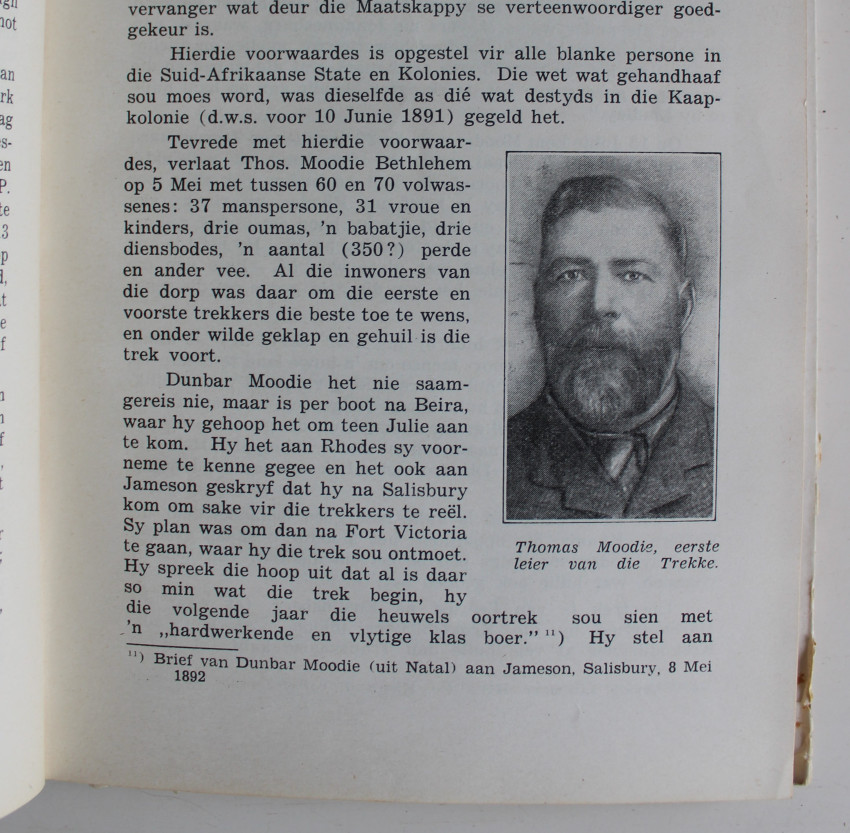 vervanger wat deur die Maatskappy se verteenwoordiger goed-
gekeur is.
Hierdie voorwaardes is opgestel vir alle blanke persone in
die Suid-Afrikaanse State en Kolonies. Die wet wat gehandhaaf
sou moes word, was dieselfde as dié wat destyds in die Kaap-
kolonie (d.w.s. voor 10 Junie 1891) gegeld het.
Tevrede met hierdie voorwaar-
des, verlaat Thos. Moodie Bethlehem
op 5 Mei met tussen 60 en 70 volwas-
senes: 37 manspersone, 31 vroue en
kinders, drie oumas, 'n babatjie, drie
diensbodes, 'n aantal (350?) perde
en ander vee. Al die inwoners van
die dorp was daar om die eerste en
voorste trekkers die beste toe te wens,
en onder wilde geklap en gehuil is die
trek voort.
Dunbar Moodie het nie saam-
gereis nie, maar is per boot na Beira,
waar hy gehoop het om teen Julie aan
te kom. Hy het aan Rhodes sy voor-
neme te kenne gegee en het ook aan
Jameson geskryf dat hy na Salisbury
kom om sake vir die trekkers te reël.
Sy plan was om dan na Fort Victoria
te gaan, waar hy die trek sou ontmoet.
Hy spreek die hoop uit dat al is daar
so min wat die trek begin, hy
die volgende jaar die heuwels oortrek sou sien met
'n „hardwerkende en vlytige klas boer." ¹¹) Hy stel aan
Thomas Moodie, eerste
leier van die Trekke.
¹¹) Brief van Dunbar Moodie (uit Natal) aan Jameson, Salisbury, 8 Mei
1892